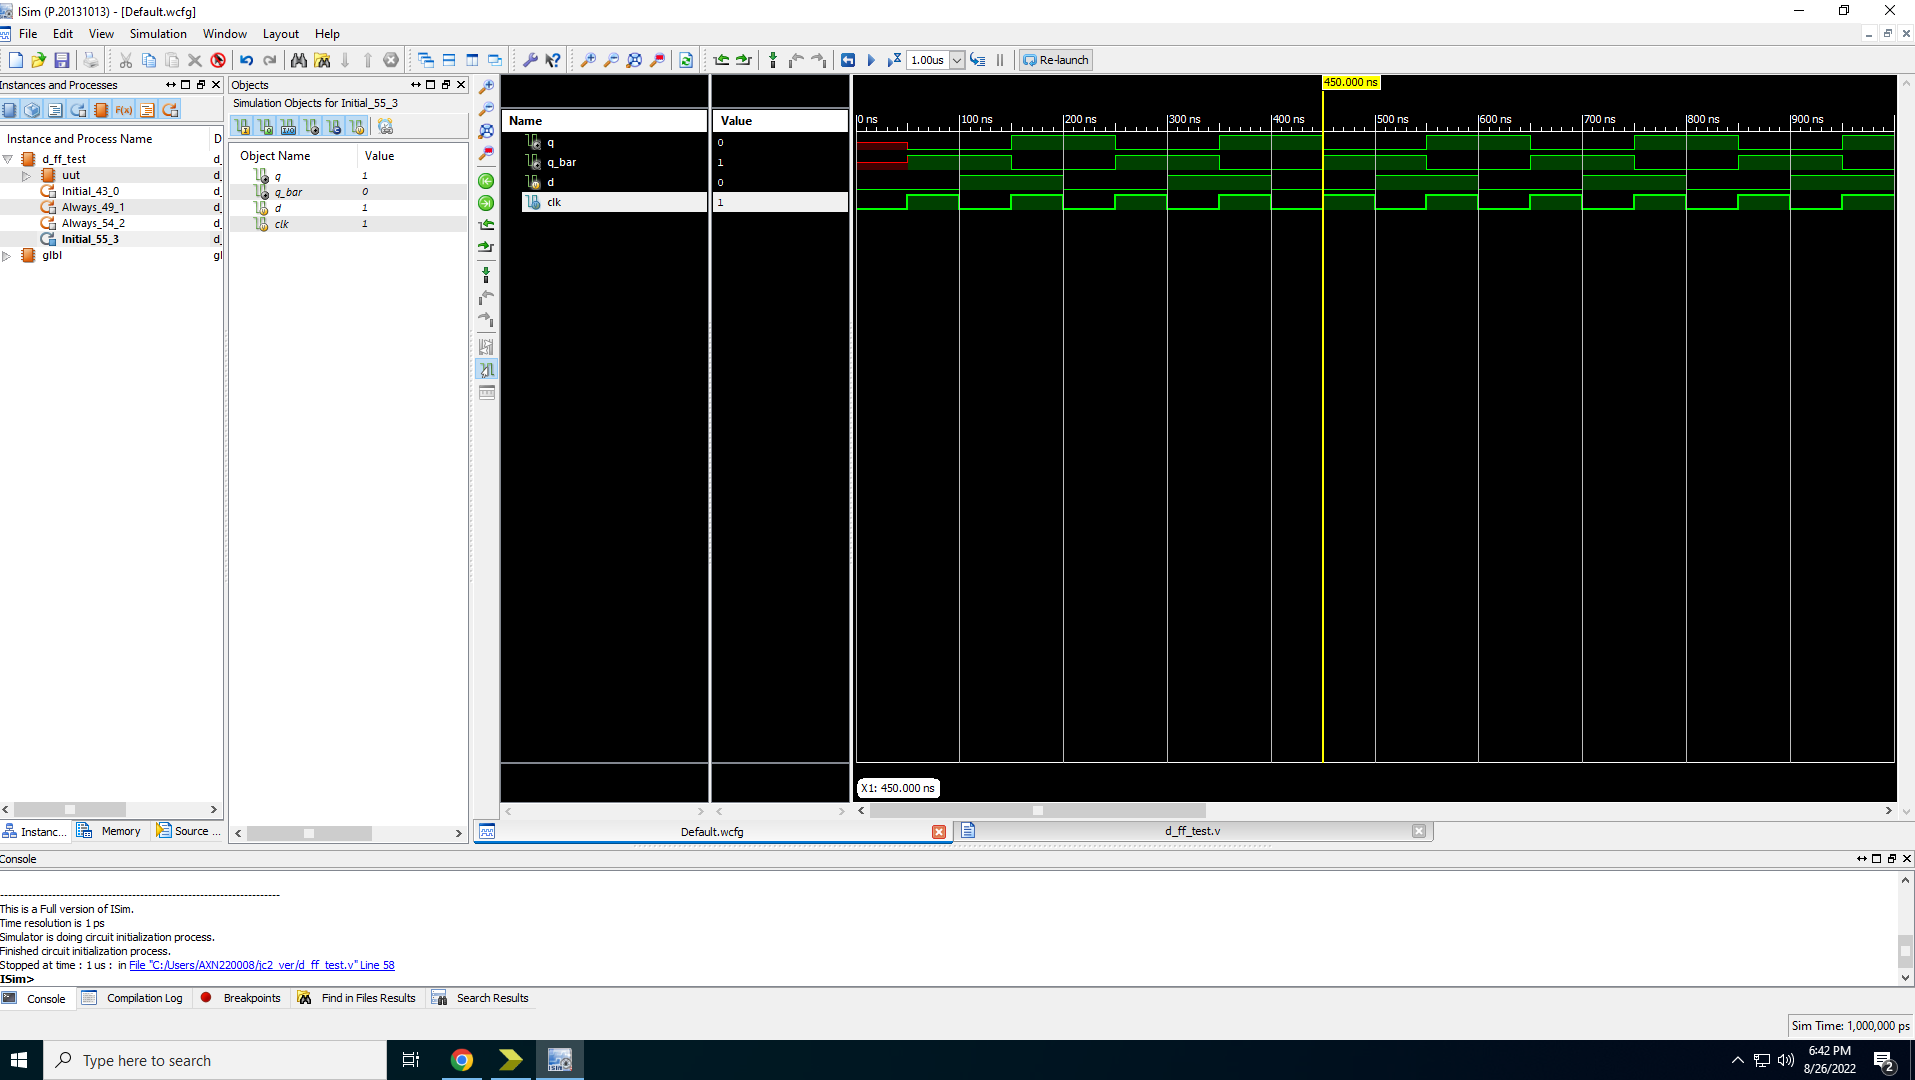 ISim (P.20131013) - [Default.wcfg]
File Edit View Simulation Window Layout Help
1.00us Re-launch
Instances and Processes
Instance and Process Name D
d_ff_test d_
uut d_
Initial_43_0 d_
Always_49_1 d_
Always_54_2 d_
Initial_55_3 d_
glbl gl
Instanc... Memory Source ...
Objects
Simulation Objects for Initial_55_3
Object Name Value
q 1
q_bar 0
d 1
clk 1
Name Value
q 0
q_bar 1
d 0
clk 1
450.000 ns
0 ns 100 ns 200 ns 300 ns 400 ns 500 ns 600 ns 700 ns 800 ns 900 ns
X1: 450.000 ns
Default.wcfg d_ff_test.v
Console
This is a Full version of ISim.
Time resolution is 1 ps
Simulator is doing circuit initialization process.
Finished circuit initialization process.
Stopped at time : 1 us : in File "C:/Users/AXN220008/jc2_ver/d_ff_test.v" Line 58
ISim>
Console Compilation Log Breakpoints Find in Files Results Search Results
Sim Time: 1,000,000 ps
Type here to search
6:42 PM
8/26/2022
2